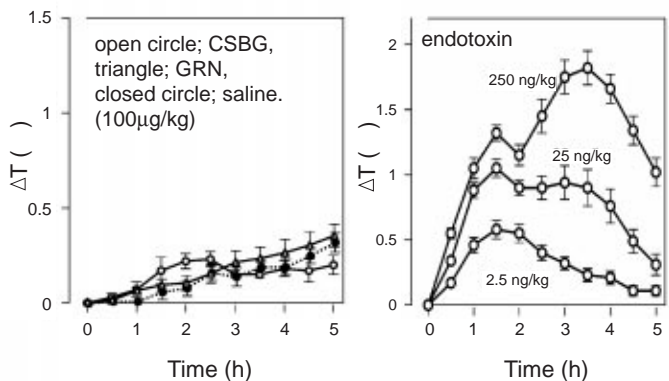 open circle; CSBG,
triangle; GRN,
closed circle; saline.
(100µg/kg)
ΔT (   )
1.5
1
0.5
0
0 1 2 3 4 5
Time (h)
endotoxin
250 ng/kg
25 ng/kg
2.5 ng/kg
ΔT (   )
2
1.5
1
0.5
0
0 1 2 3 4 5
Time (h)